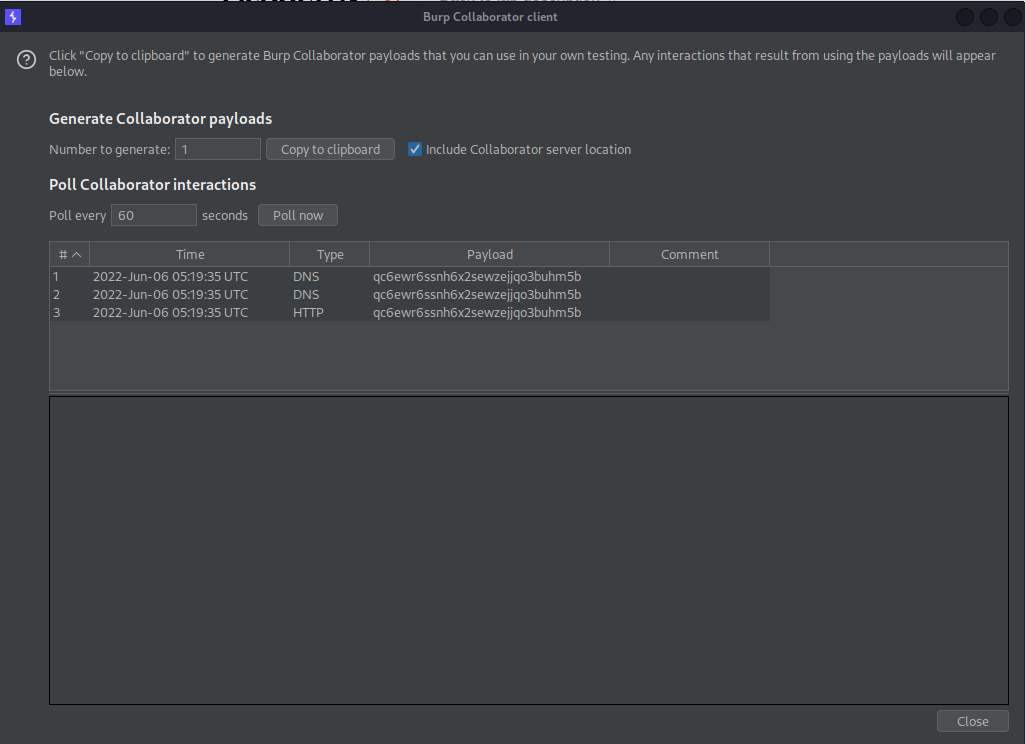 Burp Collaborator client
Click "Copy to clipboard" to generate Burp Collaborator payloads that you can use in your own testing. Any interactions that result from using the payloads will appear
below.
Generate Collaborator payloads
Number to generate: 1 Copy to clipboard Include Collaborator server location
Poll Collaborator interactions
Poll every 60 seconds Poll now
# Time Type Payload Comment
1 2022-Jun-06 05:19:35 UTC DNS qc6ewr6ssnh6x2sewzejjqo3buhm5b
2 2022-Jun-06 05:19:35 UTC DNS qc6ewr6ssnh6x2sewzejjqo3buhm5b
3 2022-Jun-06 05:19:35 UTC HTTP qc6ewr6ssnh6x2sewzejjqo3buhm5b
Close